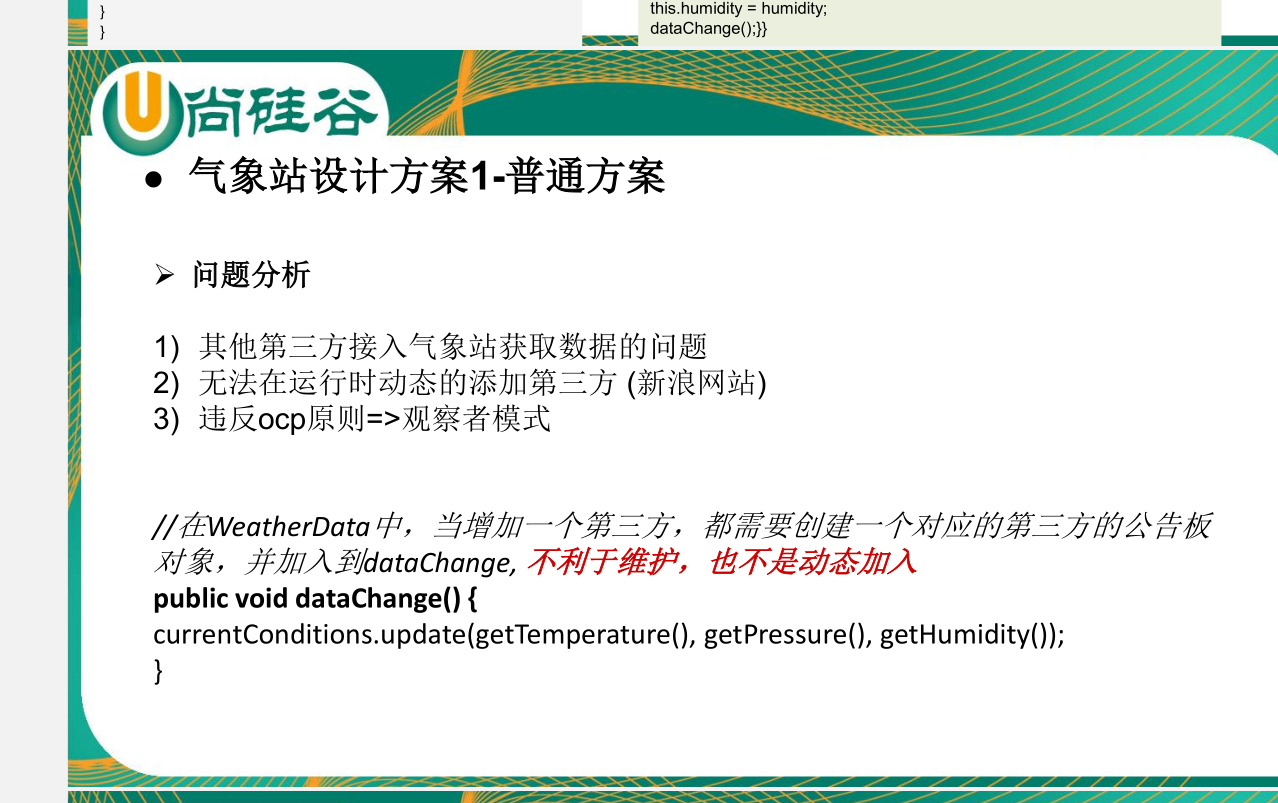 }
}
this.humidity = humidity;
dataChange();}}
尚硅谷
● 气象站设计方案1-普通方案
➢ 问题分析
1) 其他第三方接入气象站获取数据的问题
2) 无法在运行时动态的添加第三方 (新浪网站)
3) 违反ocp原则=>观察者模式
//在WeatherData中，当增加一个第三方，都需要创建一个对应的第三方的公告板
对象，并加入到dataChange, 不利于维护，也不是动态加入
public void dataChange() {
currentConditions.update(getTemperature(), getPressure(), getHumidity());
}